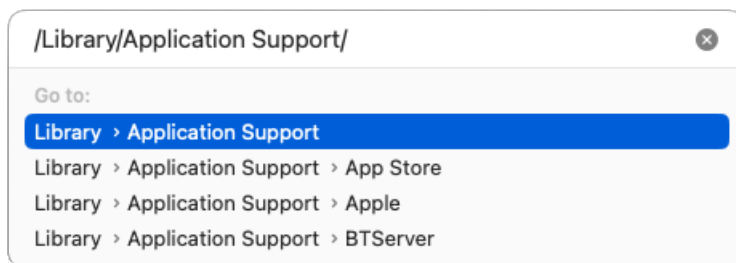 /Library/Application Support/
Go to:
Library › Application Support
Library › Application Support › App Store
Library › Application Support › Apple
Library › Application Support › BTServer